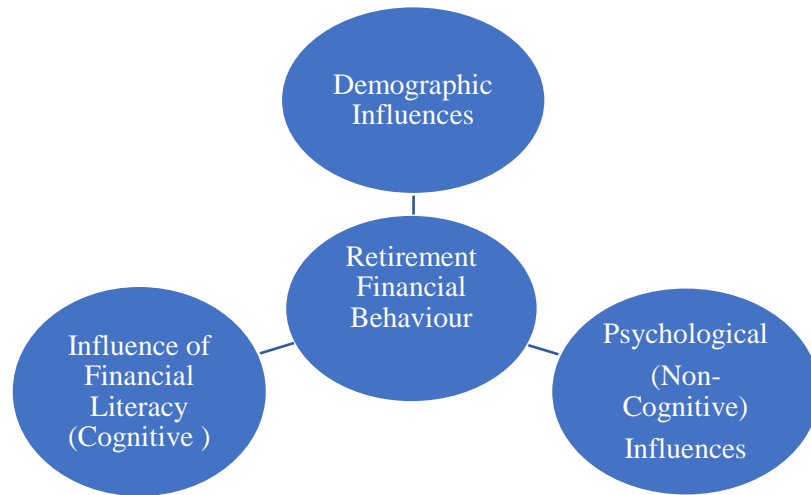 Demographic
Influences
Retirement
Financial
Behaviour
Influence of
Financial
Literacy
(Cognitive )
Psychological
(Non-
Cognitive)
Influences